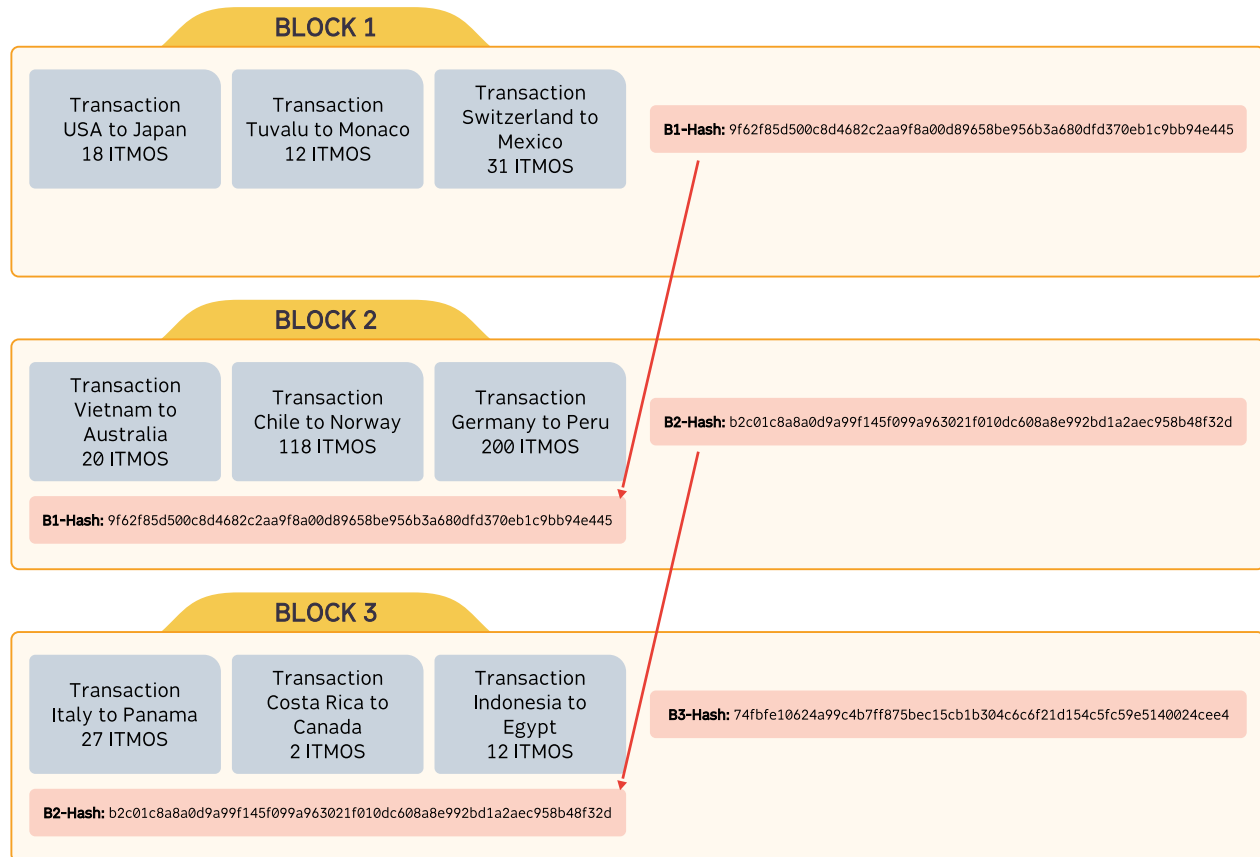 BLOCK 1
Transaction
USA to Japan
18 ITMOS
Transaction
Tuvalu to Monaco
12 ITMOS
Transaction
Switzerland to
Mexico
31 ITMOS
B1-Hash: 9f62f85d500c8d4682c2aa9f8a00d89658be956b3a680dfd370eb1c9bb94e445
BLOCK 2
Transaction
Vietnam to
Australia
20 ITMOS
Transaction
Chile to Norway
118 ITMOS
Transaction
Germany to Peru
200 ITMOS
B2-Hash: b2c01c8a8a0d9a99f145f099a963021f010dc608a8e992bd1a2aec958b48f32d
B1-Hash: 9f62f85d500c8d4682c2aa9f8a00d89658be956b3a680dfd370eb1c9bb94e445
BLOCK 3
Transaction
Italy to Panama
27 ITMOS
Transaction
Costa Rica to
Canada
2 ITMOS
Transaction
Indonesia to
Egypt
12 ITMOS
B3-Hash: 74fbfe10624a99c4b7ff875bec15cb1b304c6c6f21d154c5fc59e5140024cee4
B2-Hash: b2c01c8a8a0d9a99f145f099a963021f010dc608a8e992bd1a2aec958b48f32d